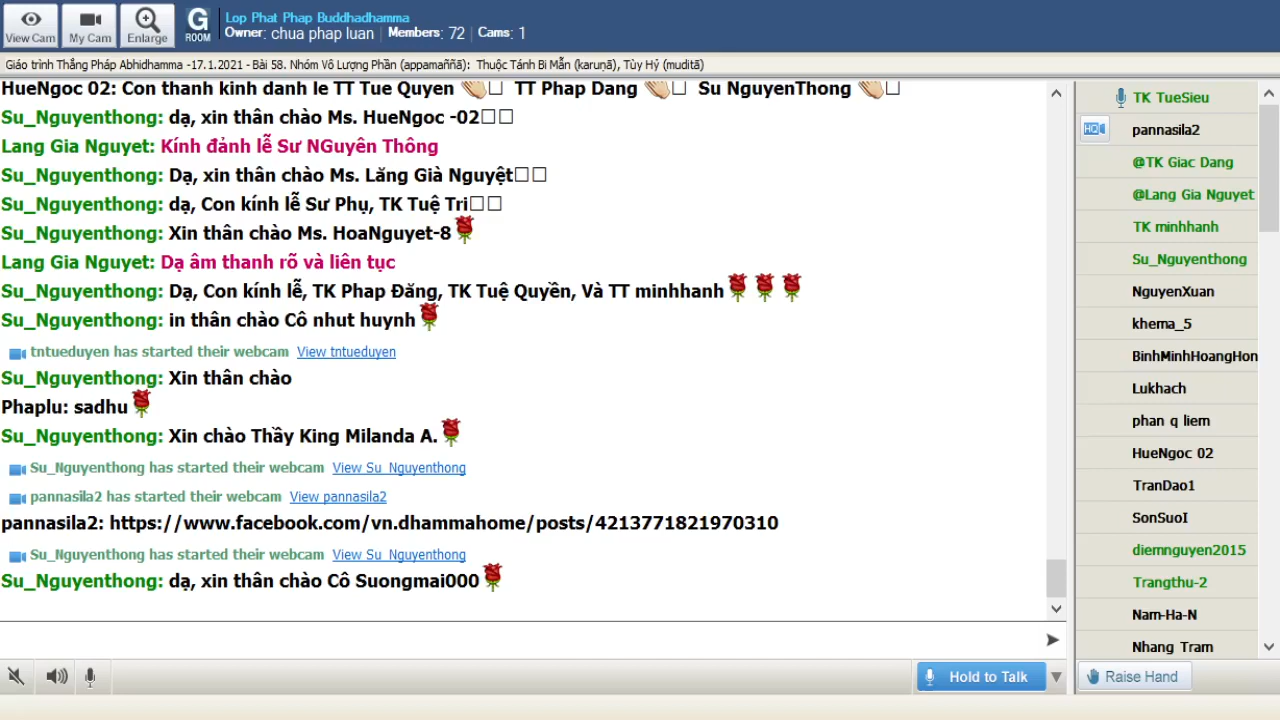 View Cam
My Cam
Enlarge
G
ROOM
Lop Phat Phap Buddhadhamma
Owner: chua phap luan | Members: 72 | Cams: 1
Giáo trình Thắng Pháp Abhidhamma -17.1.2021 - Bài 58. Nhóm Vô Lượng Phần (appamaññā): Thuộc Tánh Bi Mẫn (karuṇā), Tùy Hỷ (muditā)
HueNgoc 02: Con thanh kinh danh le TT Tue Quyen 👏□ TT Phap Dang 👏□ Su NguyenThong 👏□
Su_Nguyenthong: dạ, xin thân chào Ms. HueNgoc -02□□
Lang Gia Nguyet: Kính đảnh lễ Sư NGuyên Thông
Su_Nguyenthong: Dạ, xin thân chào Ms. Lăng Già Nguyệt□□
Su_Nguyenthong: dạ, Con kính lễ Sư Phụ, TK Tuệ Tri□□
Su_Nguyenthong: Xin thân chào Ms. HoaNguyet-8🌹
Lang Gia Nguyet: Dạ âm thanh rõ và liên tục
Su_Nguyenthong: Dạ, Con kính lễ, TK Phap Đăng, TK Tuệ Quyền, Và TT minhhanh🌹🌹🌹
Su_Nguyenthong: in thân chào Cô nhut huynh🌹
tntueduyen has started their webcam View tntueduyen
Su_Nguyenthong: Xin thân chào
Phaplu: sadhu🌹
Su_Nguyenthong: Xin chào Thầy King Milanda A.🌹
Su_Nguyenthong has started their webcam View Su_Nguyenthong
pannasila2 has started their webcam View pannasila2
pannasila2: https://www.facebook.com/vn.dhammahome/posts/4213771821970310
Su_Nguyenthong has started their webcam View Su_Nguyenthong
Su_Nguyenthong: dạ, xin thân chào Cô Suongmai000🌹
Hold to Talk
TK TueSieu
HQ pannasila2
@TK Giac Dang
@Lang Gia Nguyet
TK minhhanh
Su_Nguyenthong
NguyenXuan
khema_5
BinhMinhHoangHon
Lukhach
phan q liem
HueNgoc 02
TranDao1
SonSuoI
diemnguyen2015
Trangthu-2
Nam-Ha-N
Nhang Tram
Raise Hand